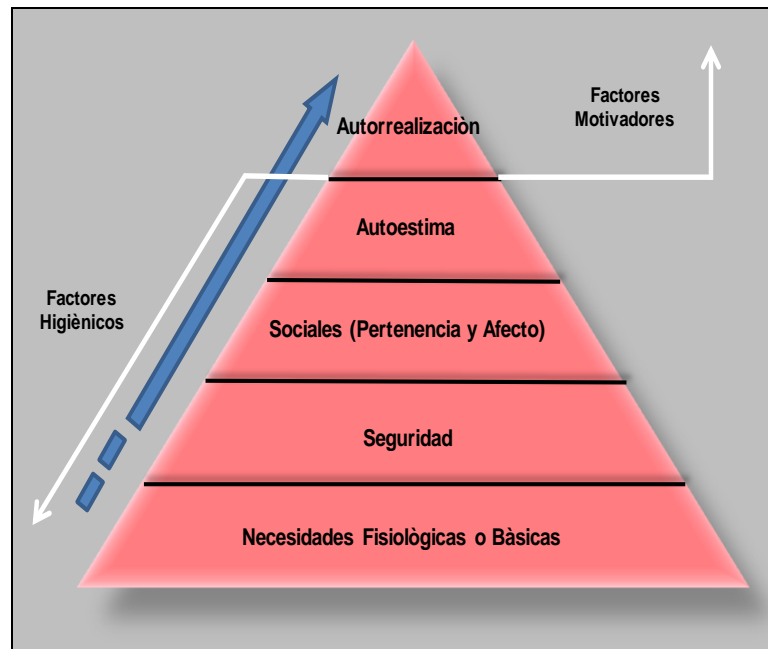 Factores
Motivadores
Autorrealizaciòn
Autoestima
Factores
Higiènicos
Sociales (Pertenencia y Afecto)
Seguridad
Necesidades Fisiològicas o Bàsicas